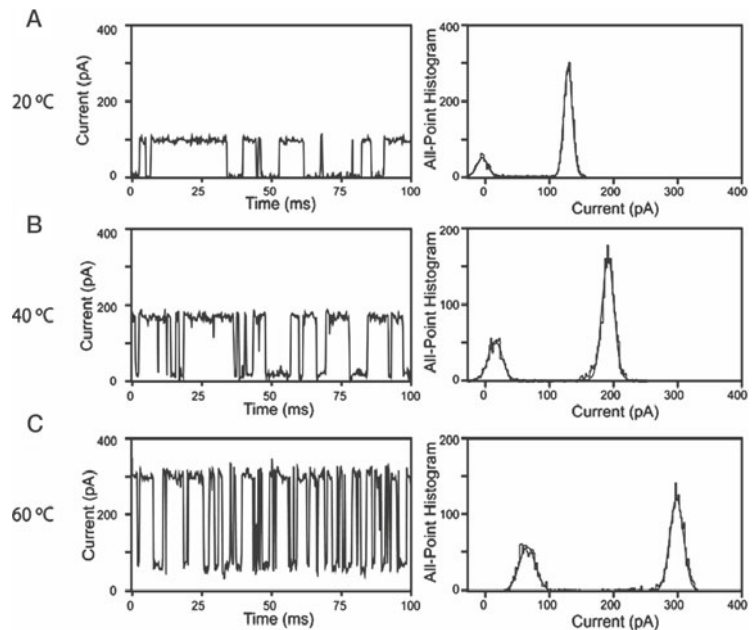 A
20 ºC
Current (pA)
400
200
0
0 25 50 75 100
Time (ms)
All-Point Histogram
400
200
0
0 100 200 300 400
Current (pA)
B
40 ºC
Current (pA)
400
200
0
0 25 50 75 100
Time (ms)
All-Point Histogram
200
100
0
0 100 200 300 400
Current (pA)
C
60 ºC
Current (pA)
400
200
0
0 25 50 75 100
Time (ms)
All-Point Histogram
200
100
0
0 100 200 300 400
Current (pA)